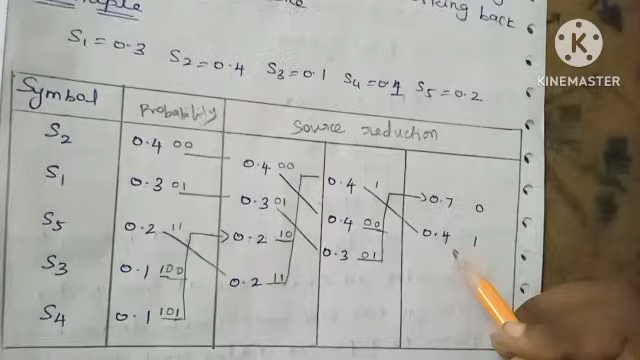 Example
working back
S1 = 0.3 S2 = 0.4 S3 = 0.1 S4 = 0.1 S5 = 0.2
KINEMASTER
Symbol Probability Source reduction
S2 0.4 00 0.4 00 0.4 1 0.7 0
S1 0.3 01 0.3 01 0.4 00 0.4 1
S5 0.2 11 0.2 10 0.3 01
S3 0.1 100 0.2 11
S4 0.1 101